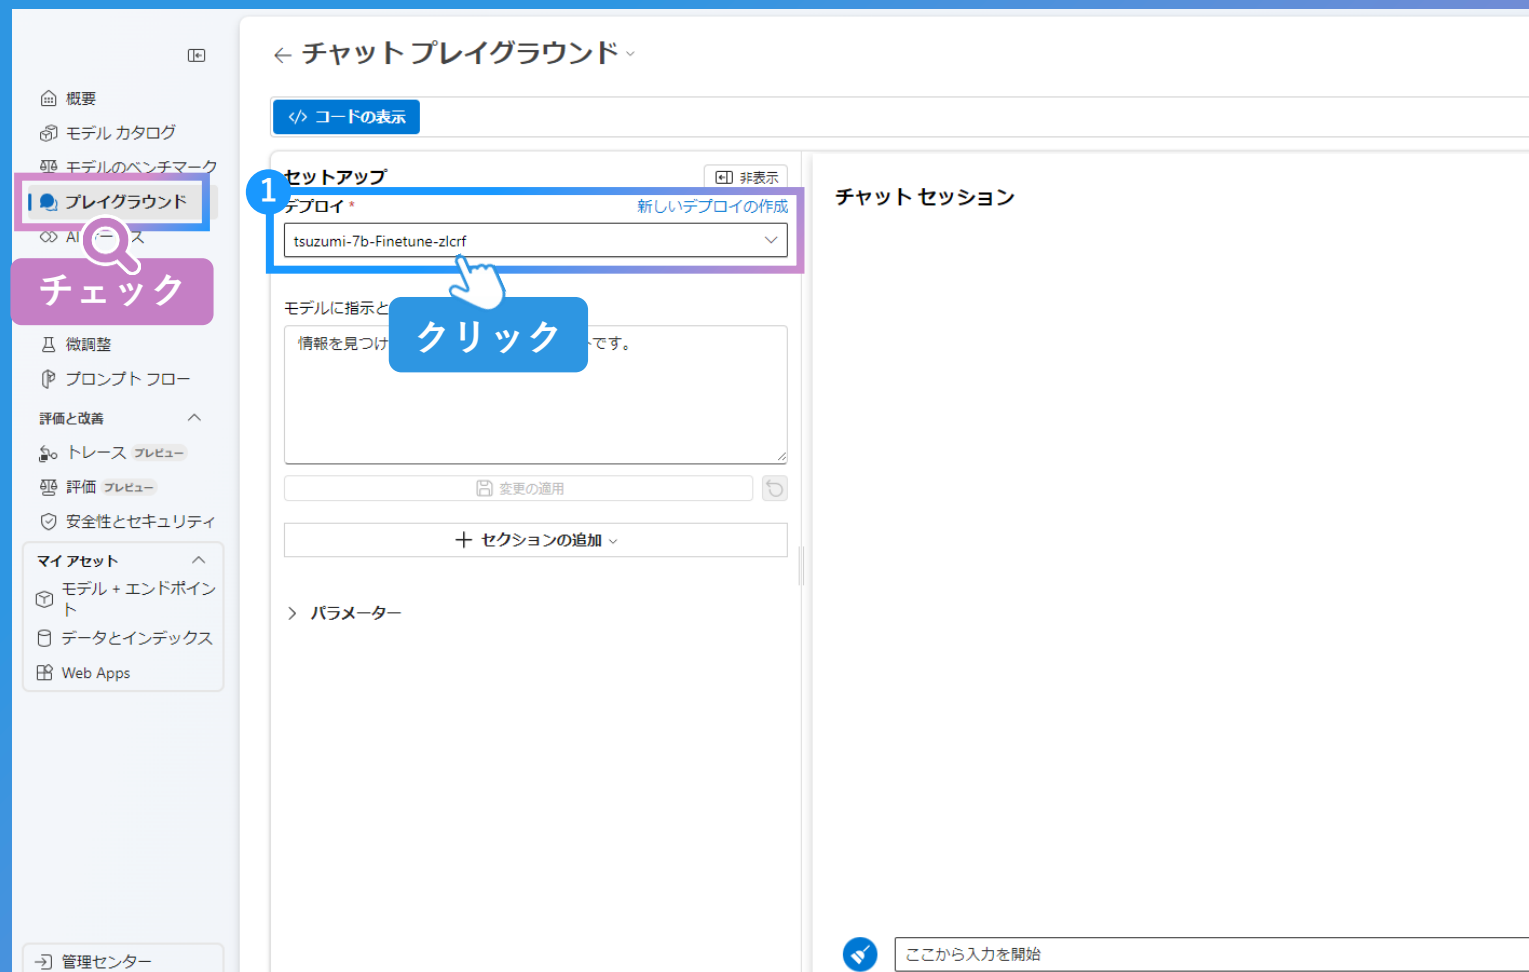 概要
モデル カタログ
モデルのベンチマーク
プレイグラウンド
AI
ス
チェック
微調整
プロンプト フロー
評価と改善
トレース プレビュー
評価 プレビュー
安全性とセキュリティ
マイ アセット
モデル + エンドポイン
ト
データとインデックス
Web Apps
管理センター
チャット プレイグラウンド
</> コードの表示
セットアップ
非表示
1
デプロイ *
新しいデプロイの作成
tsuzumi-7b-Finetune-zlcrf
モデルに指示と
クリック
情報を見つけ
です。
変更の適用
セクションの追加
パラメーター
チャット セッション
ここから入力を開始